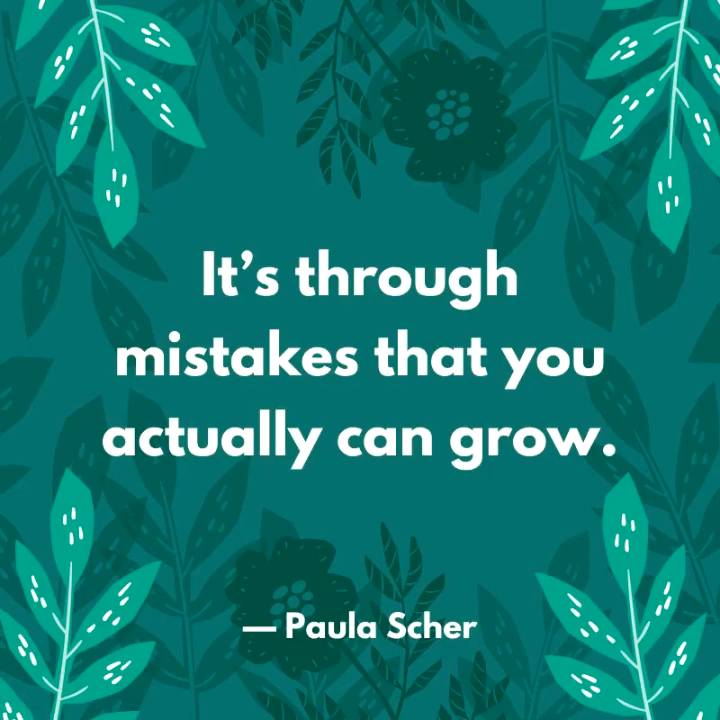 It’s through
mistakes that you
actually can grow.
— Paula Scher